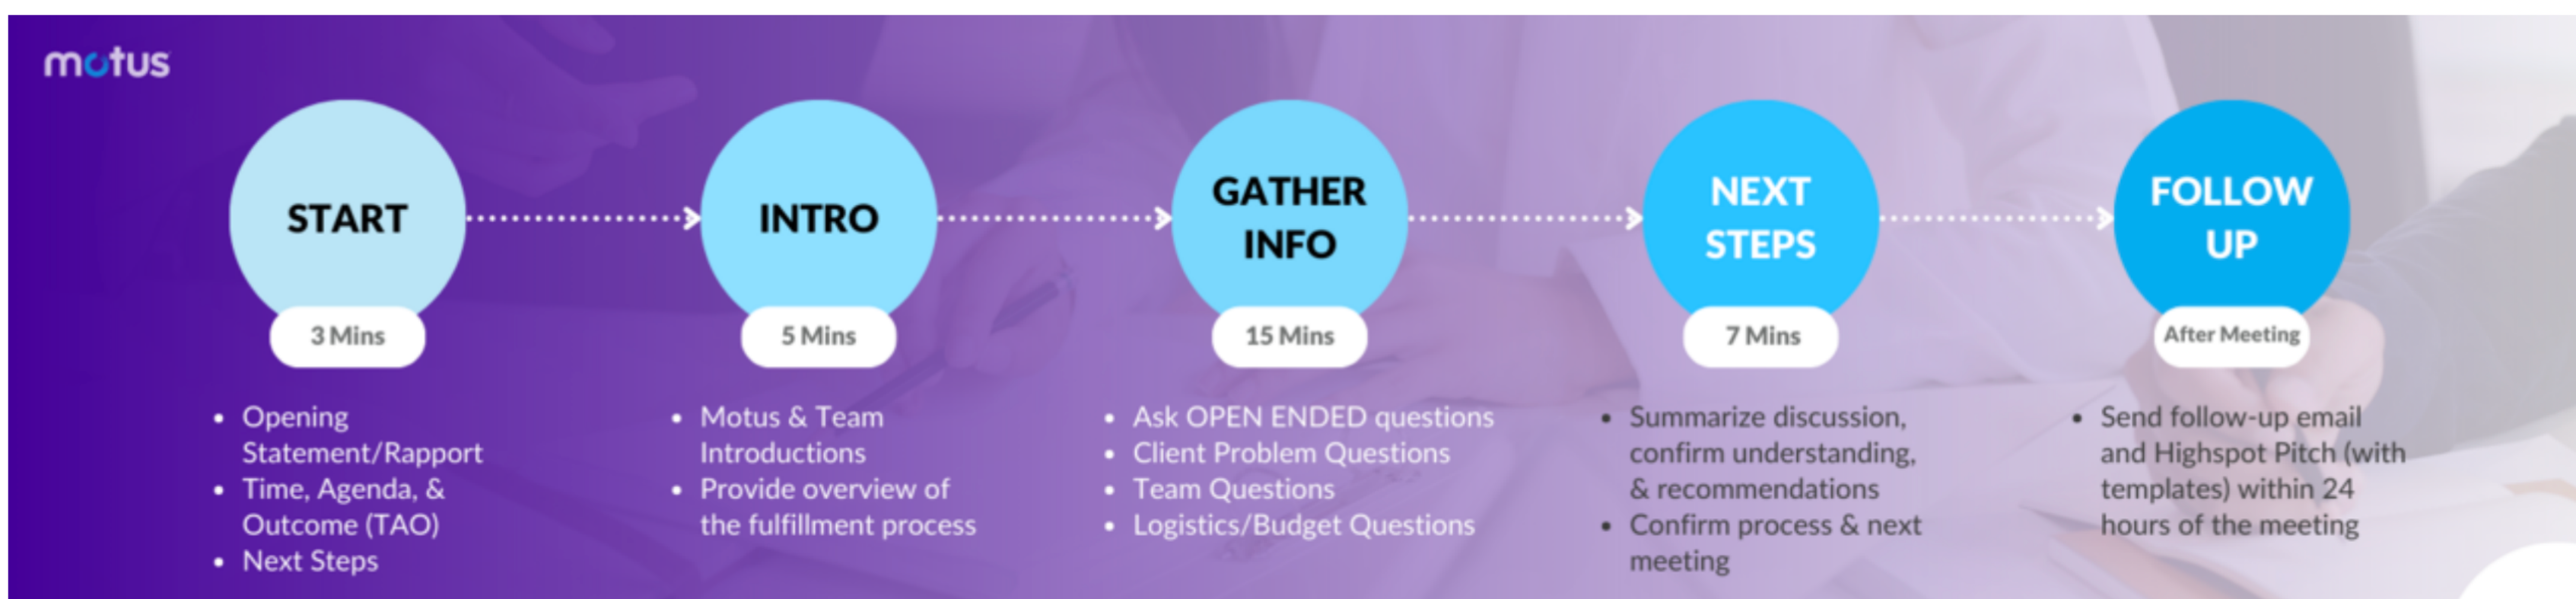 motus
START
3 Mins
• Opening
Statement/Rapport
• Time, Agenda, &
Outcome (TAO)
• Next Steps
INTRO
5 Mins
• Motus & Team
Introductions
• Provide overview of
the fulfillment process
GATHER
INFO
15 Mins
• Ask OPEN ENDED questions
• Client Problem Questions
• Team Questions
• Logistics/Budget Questions
NEXT
STEPS
7 Mins
• Summarize discussion,
confirm understanding,
& recommendations
• Confirm process & next
meeting
FOLLOW
UP
After Meeting
• Send follow-up email
and Highspot Pitch (with
templates) within 24
hours of the meeting